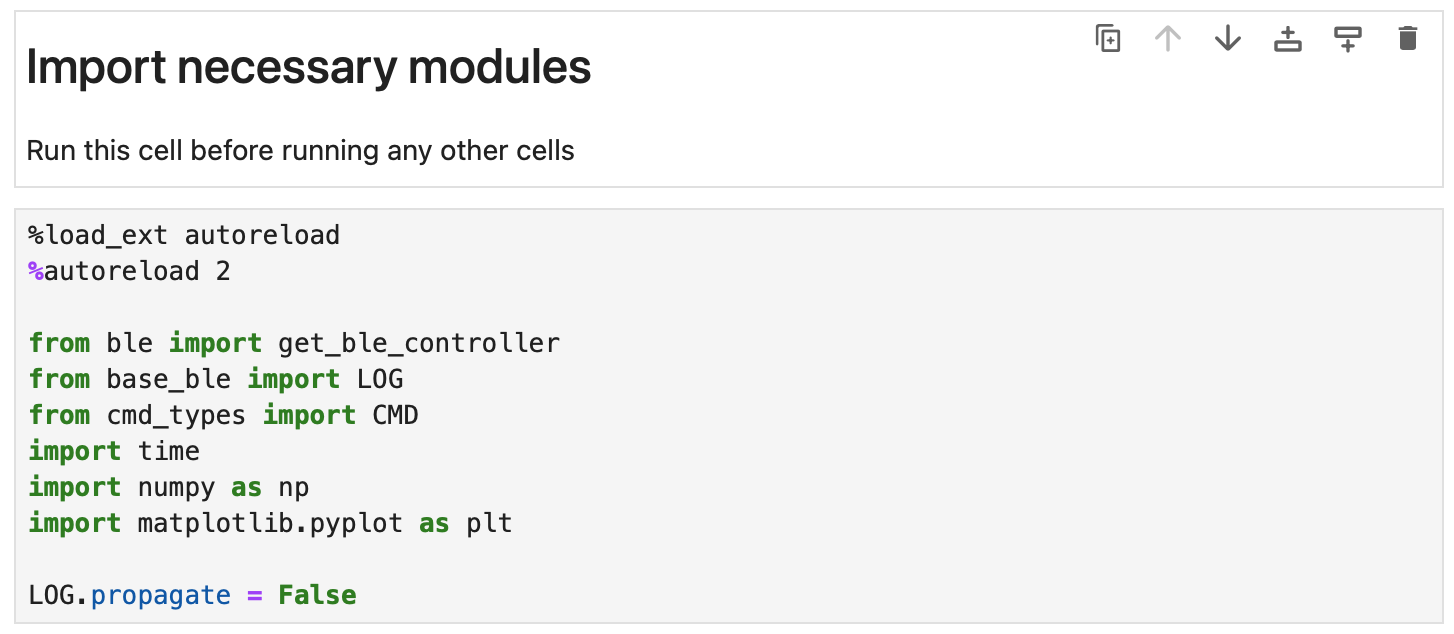 Import necessary modules
Run this cell before running any other cells
%load_ext autoreload
%autoreload 2
from ble import get_ble_controller
from base_ble import LOG
from cmd_types import CMD
import time
import numpy as np
import matplotlib.pyplot as plt
LOG.propagate = False